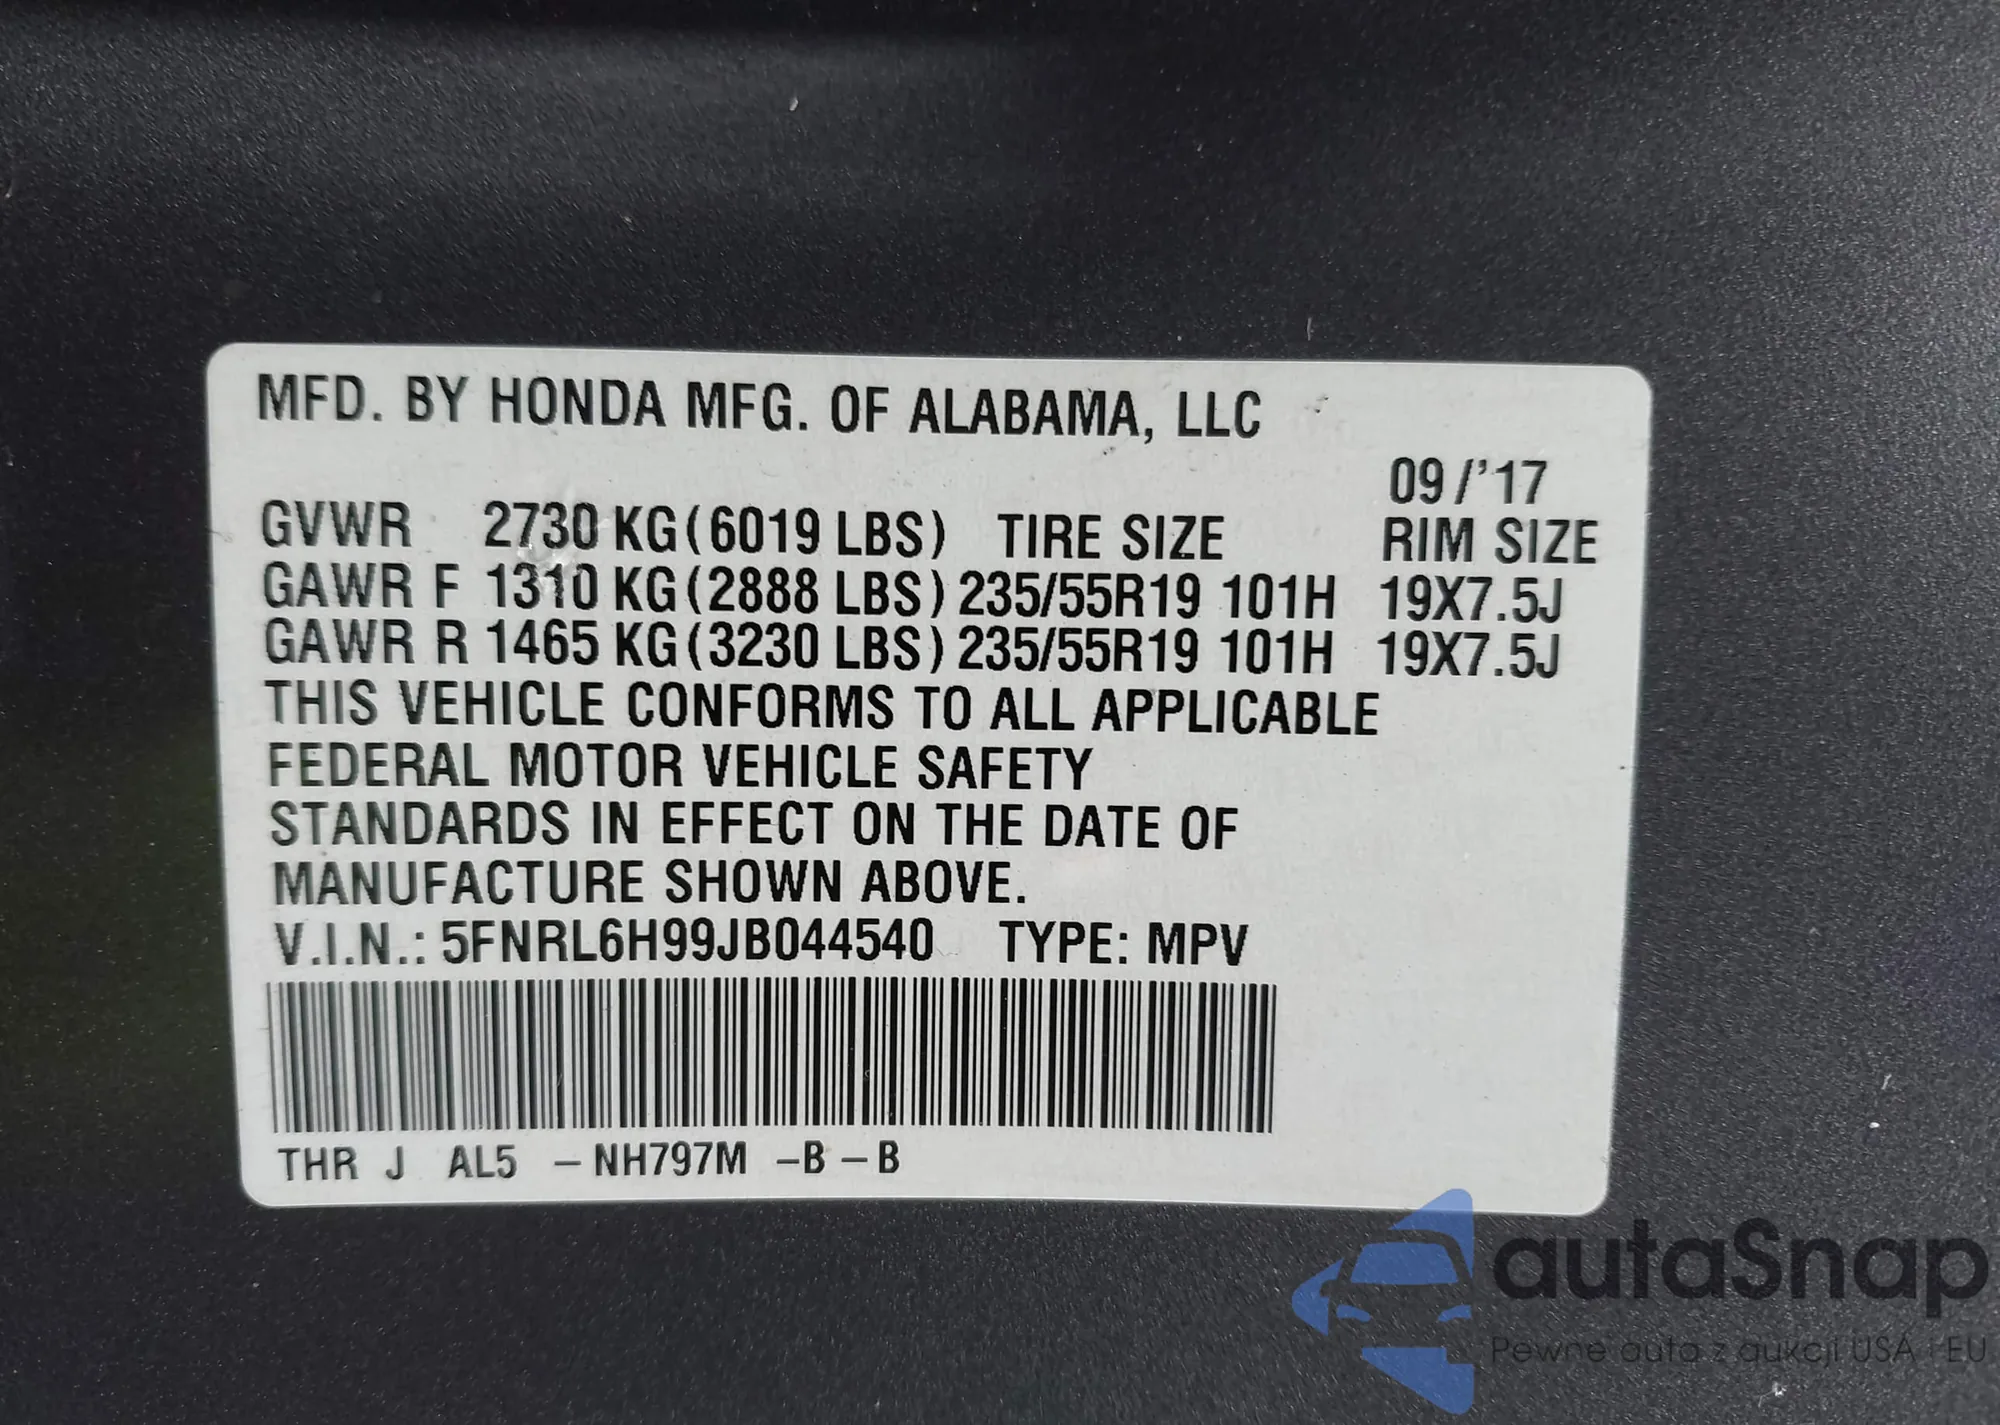 MFD. BY HONDA MFG. OF ALABAMA, LLC
09/'17
GVWR 2730 KG(6019 LBS) TIRE SIZE RIM SIZE
GAWR F 1310 KG(2888 LBS) 235/55R19 101H 19X7.5J
GAWR R 1465 KG(3230 LBS) 235/55R19 101H 19X7.5J
THIS VEHICLE CONFORMS TO ALL APPLICABLE
FEDERAL MOTOR VEHICLE SAFETY
STANDARDS IN EFFECT ON THE DATE OF
MANUFACTURE SHOWN ABOVE.
V.I.N.: 5FNRL6H99JB044540 TYPE: MPV
THR J AL5 –NH797M –B–B
autaSnap
Pewne auta z aukcji USA i EU